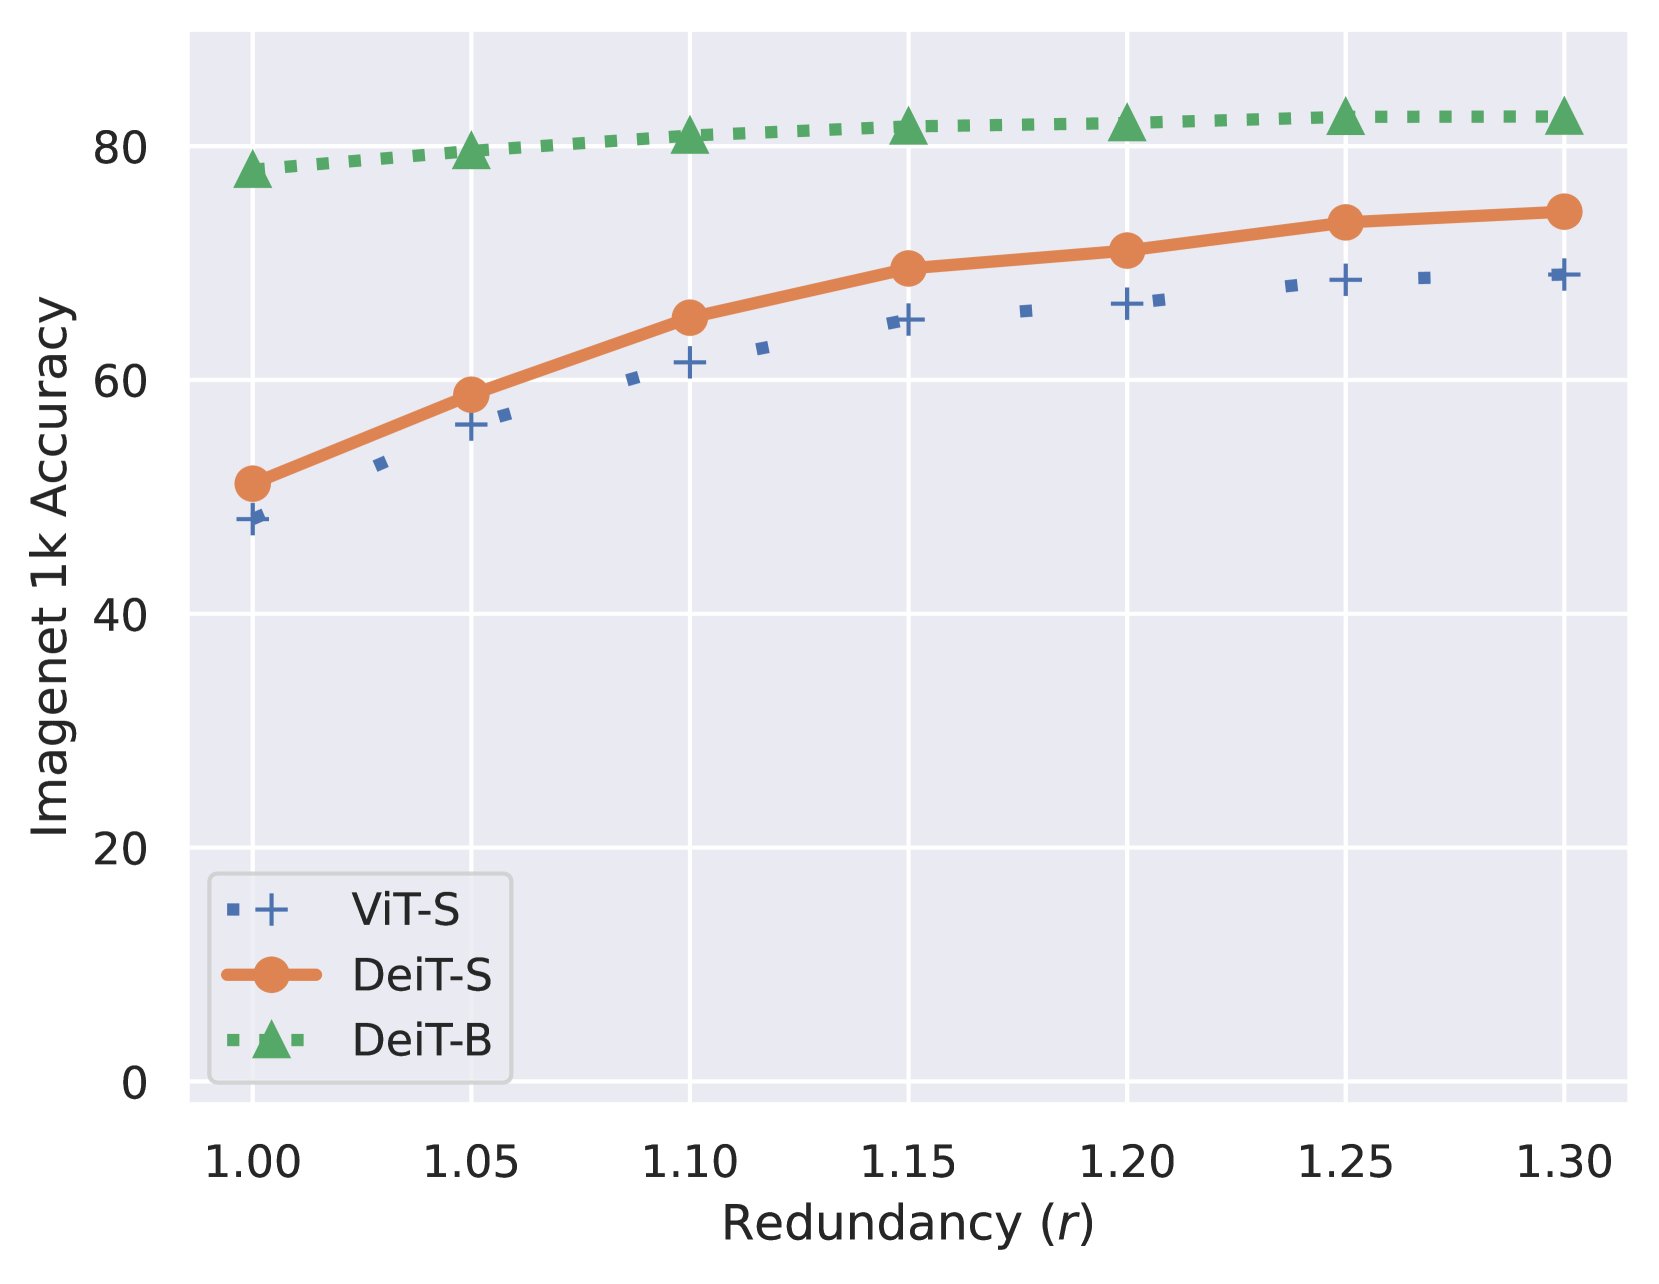 Imagenet 1k Accuracy
80
60
40
20
0
ViT-S
DeiT-S
DeiT-B
1.00 1.05 1.10 1.15 1.20 1.25 1.30
Redundancy (r)